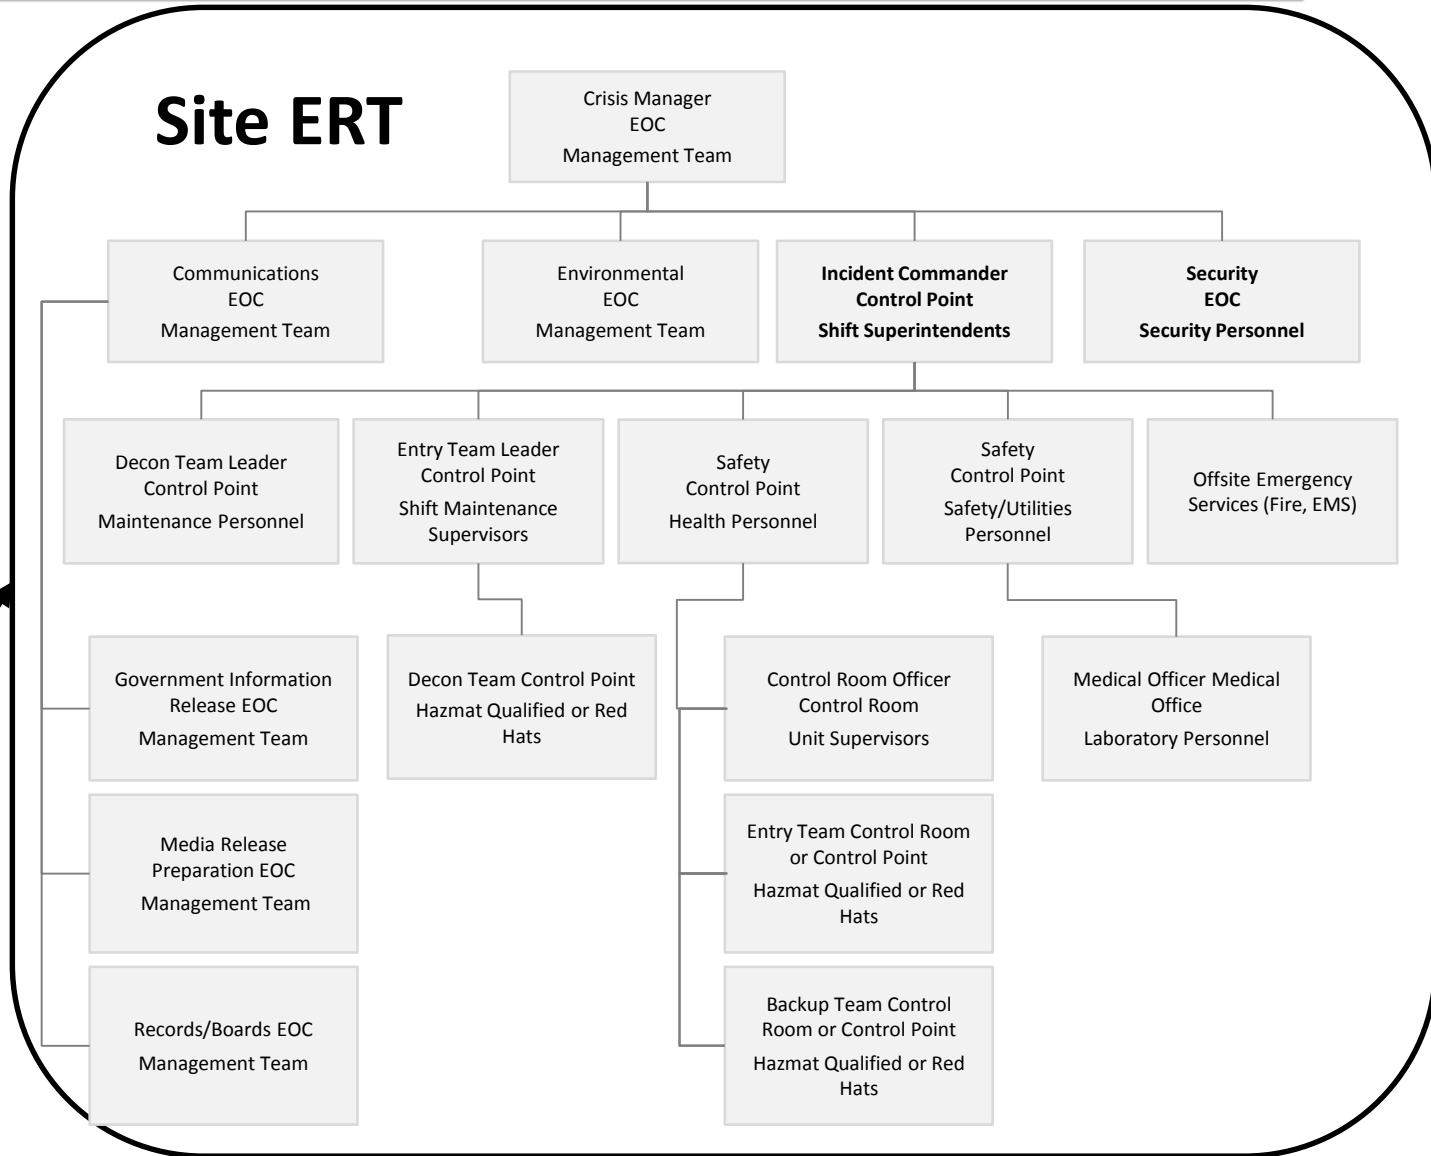 Site ERT
Crisis Manager
EOC
Management Team
Communications
EOC
Management Team
Environmental
EOC
Management Team
Incident Commander
Control Point
Shift Superintendents
Security
EOC
Security Personnel
Decon Team Leader
Control Point
Maintenance Personnel
Entry Team Leader
Control Point
Shift Maintenance
Supervisors
Safety
Control Point
Health Personnel
Safety
Control Point
Safety/Utilities
Personnel
Offsite Emergency
Services (Fire, EMS)
Government Information
Release EOC
Management Team
Decon Team Control Point
Hazmat Qualified or Red
Hats
Control Room Officer
Control Room
Unit Supervisors
Medical Officer Medical
Office
Laboratory Personnel
Media Release
Preparation EOC
Management Team
Entry Team Control Room
or Control Point
Hazmat Qualified or Red
Hats
Records/Boards EOC
Management Team
Backup Team Control
Room or Control Point
Hazmat Qualified or Red
Hats